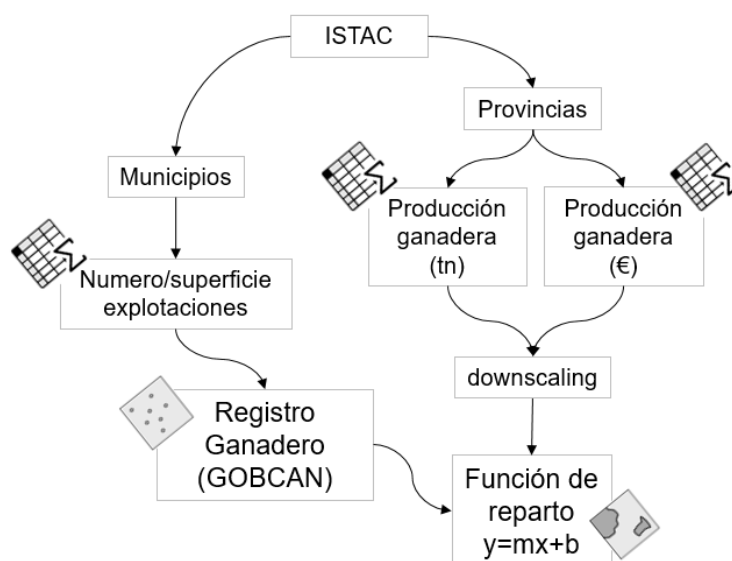 ISTAC
Provincias
Municipios
Producción
ganadera
(tn)
Producción
ganadera
(€)
Numero/superficie
explotaciones
downscaling
Registro
Ganadero
(GOBCAN)
Función de
reparto
y=mx+b